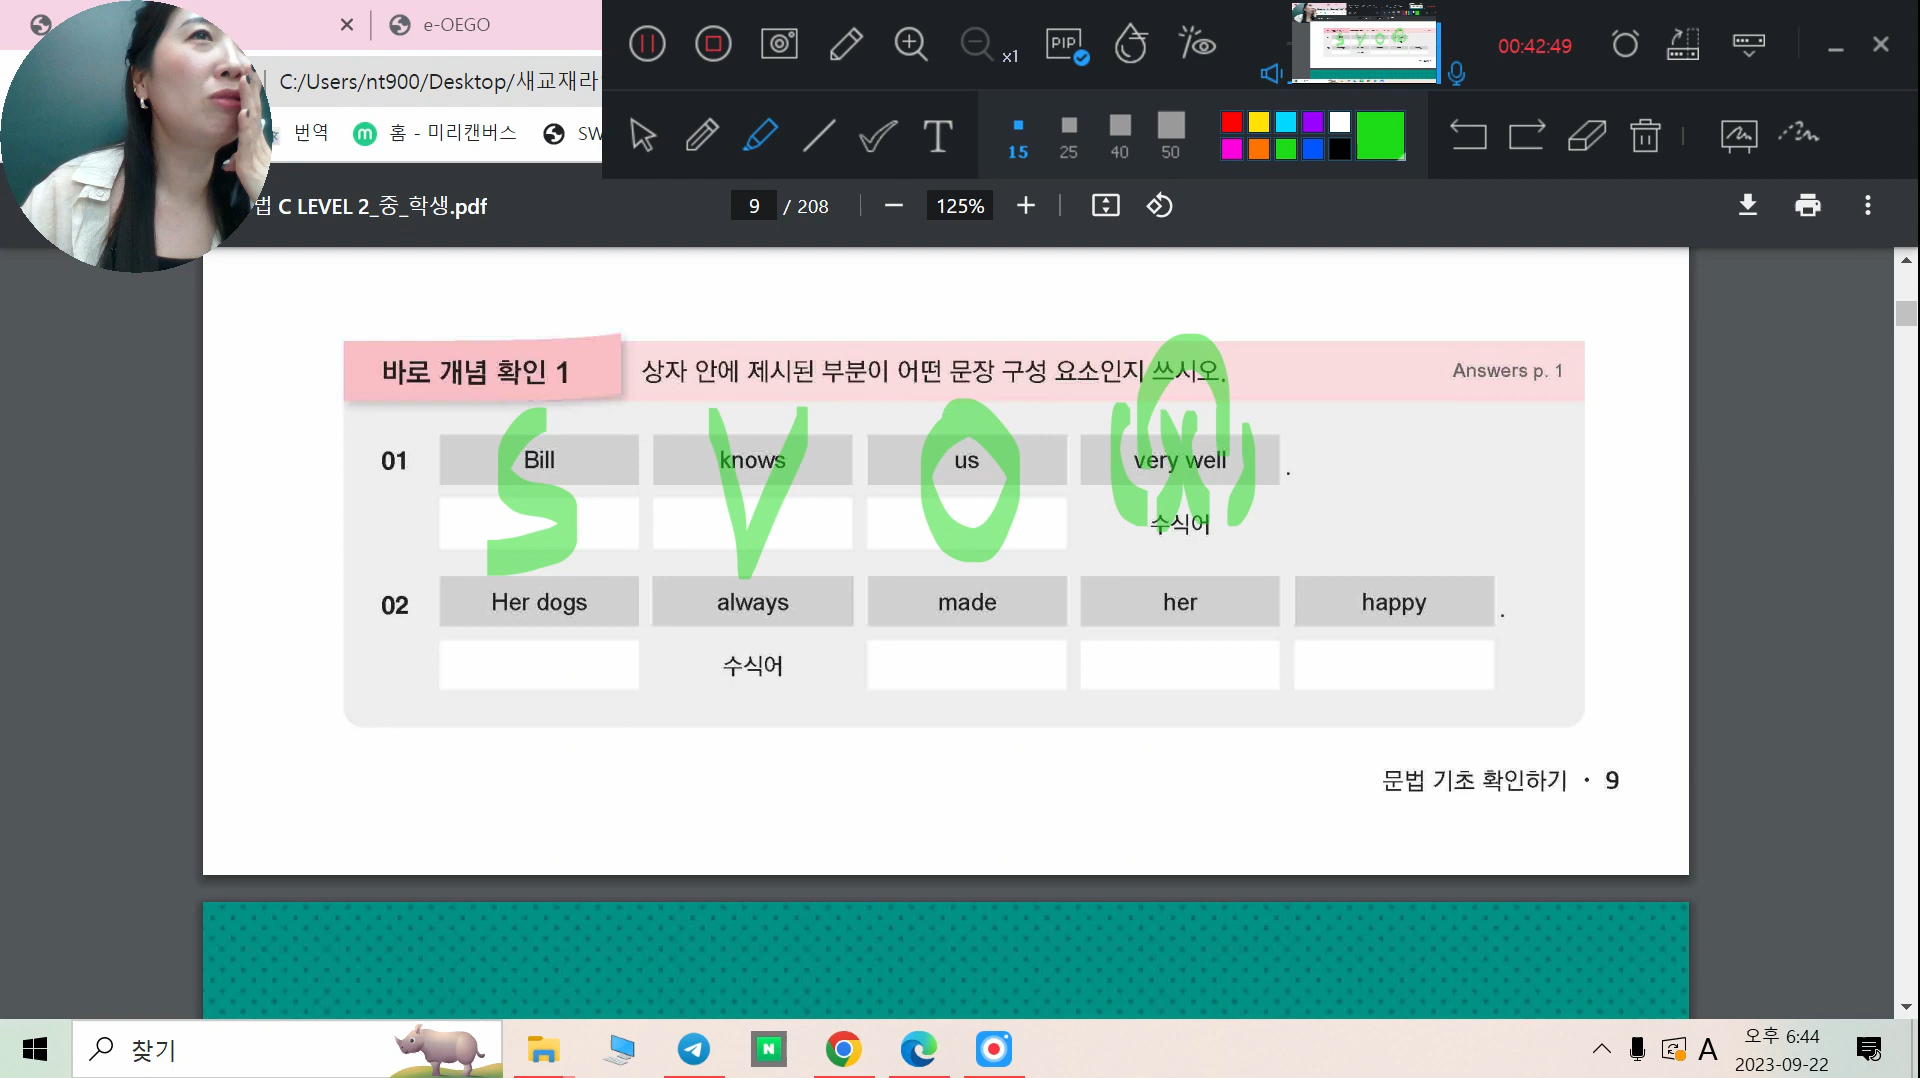 e-OEGO
C:/Users/nt900/Desktop/새교재라
번역
홈 - 미리캔버스
SW
x1
PIP
00:42:49
T
15
25
40
50
법 C LEVEL 2_중_학생.pdf
9 / 208
125%
바로 개념 확인 1
상자 안에 제시된 부분이 어떤 문장 구성 요소인지 쓰시오.
Answers p. 1
S V O (수)
01 Bill knows us very well .
수식어
02 Her dogs always made her happy .
수식어
문법 기초 확인하기 · 9
찾기
N
A
오후 6:44
2023-09-22